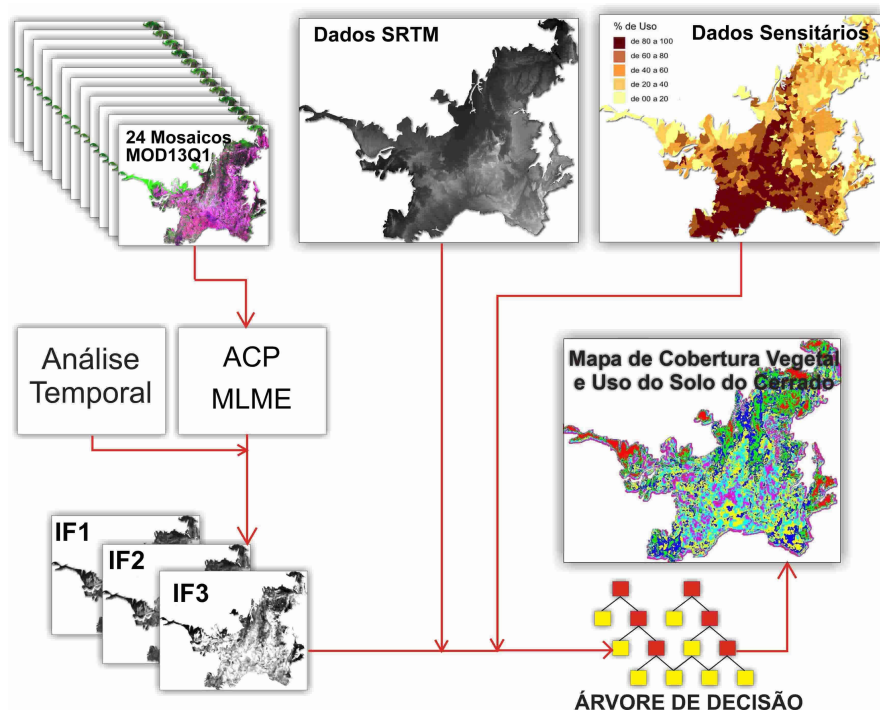 24 Mosaicos
MOD13Q1
Dados SRTM
Dados Sensitários
% de Uso
de 80 a 100
de 60 a 80
de 40 a 60
de 20 a 40
de 00 a 20
Análise
Temporal
ACP
MLME
Mapa de Cobertura Vegetal
e Uso do Solo do Cerrado
IF1
IF2
IF3
ÁRVORE DE DECISÃO